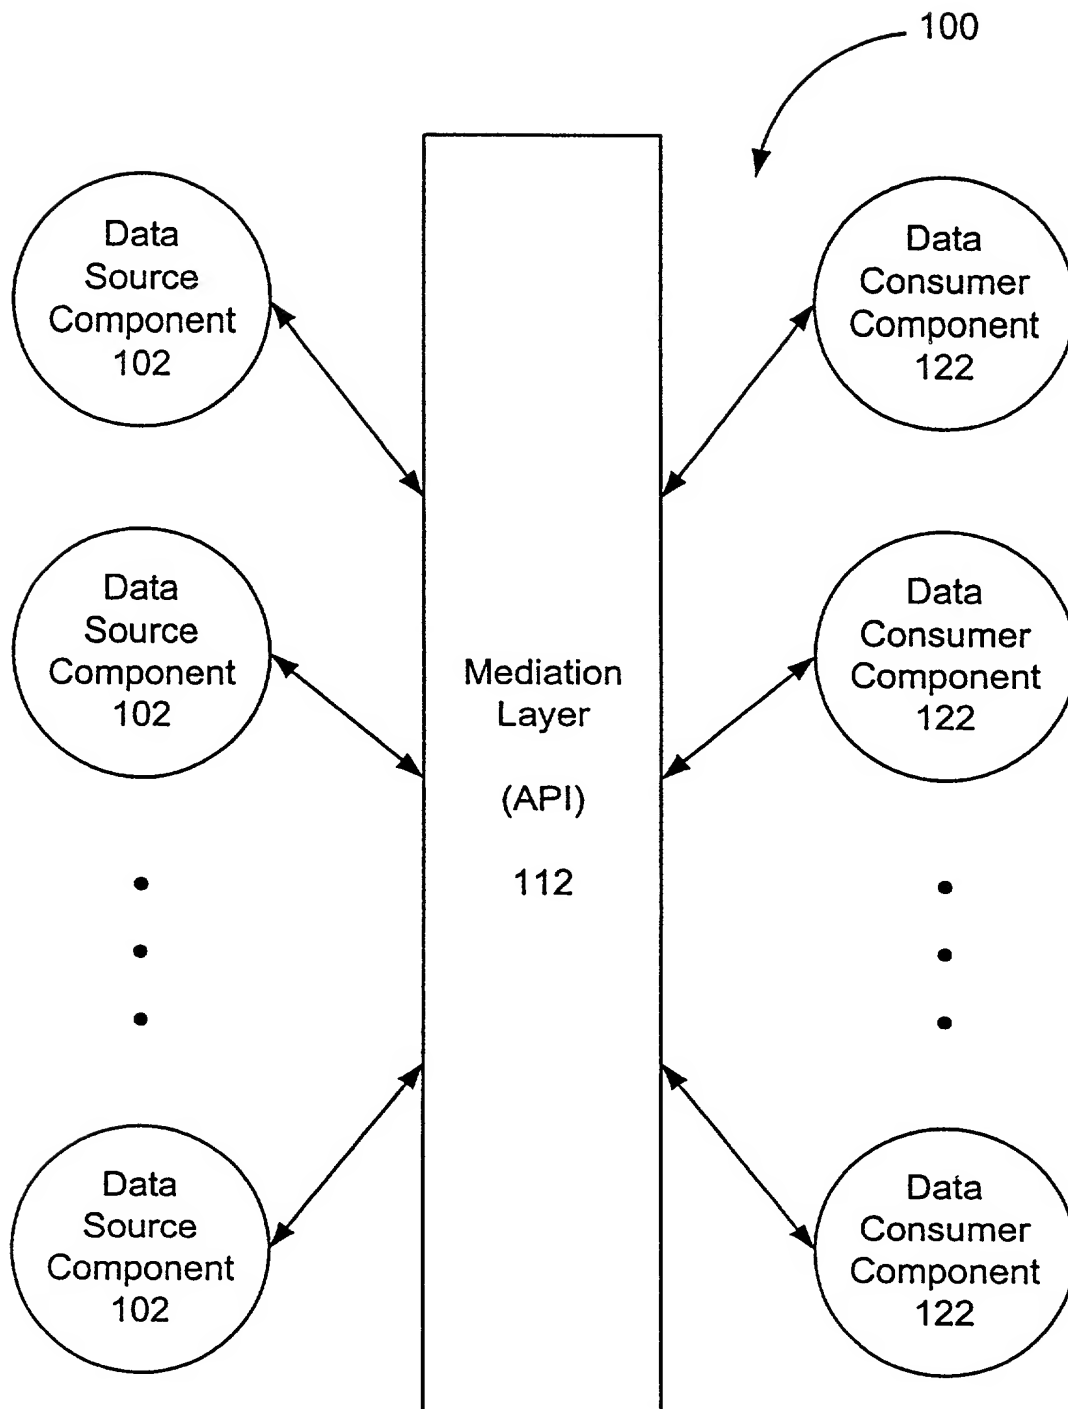 100
Data
Source
Component
102
Data
Consumer
Component
122
Data
Source
Component
102
Mediation
Layer
(API)
112
Data
Consumer
Component
122
Data
Source
Component
102
Data
Consumer
Component
122